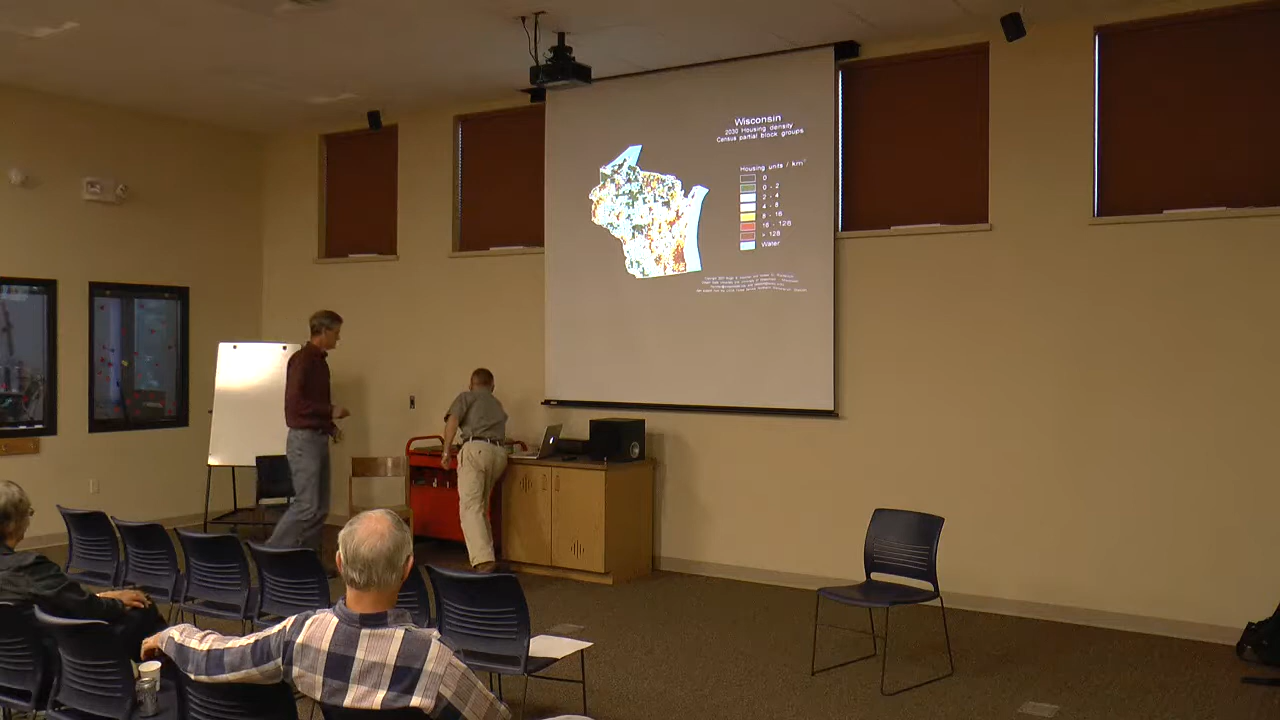 Wisconsin
2030 Housing density
Census partial block groups
Housing units / km²
0
0 - 2
2 - 4
4 - 8
8 - 16
16 - 128
> 128
Water